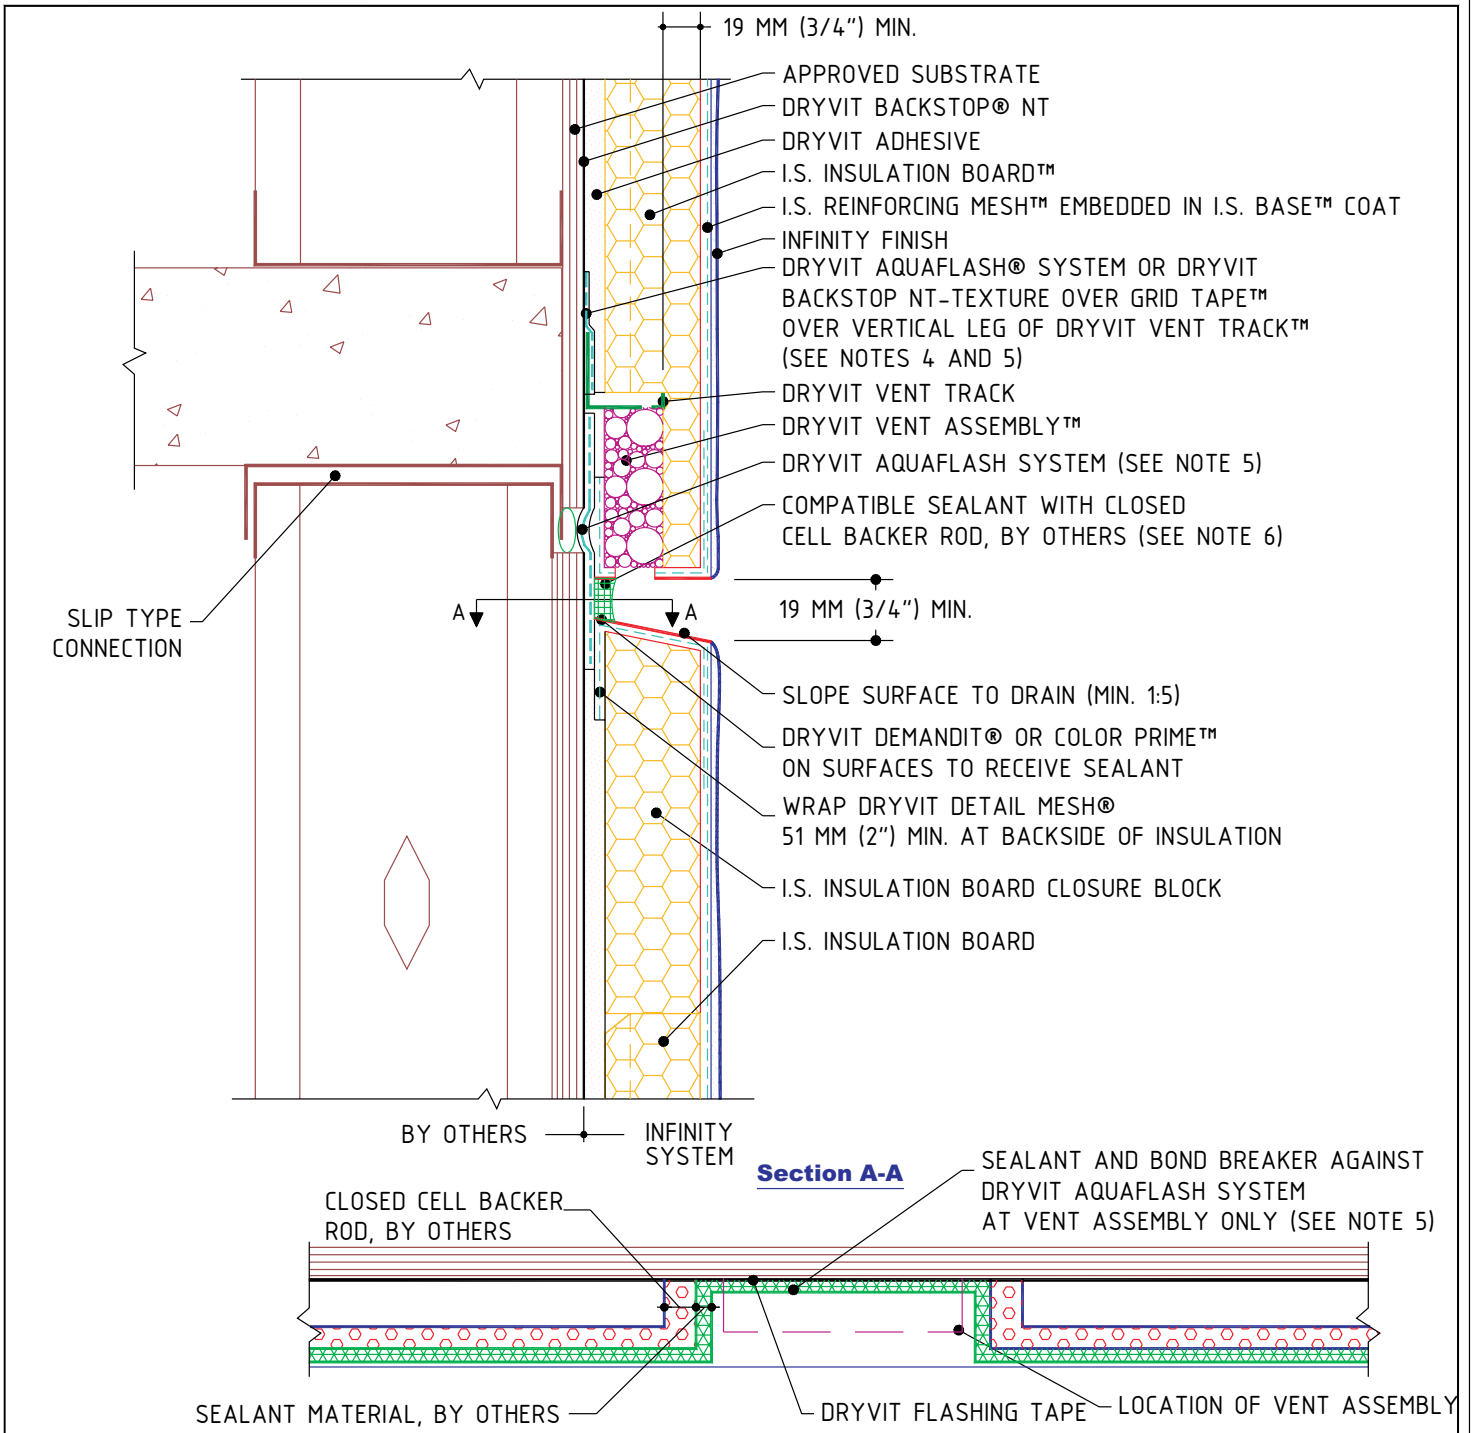 19 MM (3/4") MIN.
APPROVED SUBSTRATE
DRYVIT BACKSTOP® NT
DRYVIT ADHESIVE
I.S. INSULATION BOARD™
I.S. REINFORCING MESH™ EMBEDDED IN I.S. BASE™ COAT
INFINITY FINISH
DRYVIT AQUAFLASH® SYSTEM OR DRYVIT
BACKSTOP NT-TEXTURE OVER GRID TAPE™
OVER VERTICAL LEG OF DRYVIT VENT TRACK™
(SEE NOTES 4 AND 5)
DRYVIT VENT TRACK
DRYVIT VENT ASSEMBLY™
DRYVIT AQUAFLASH SYSTEM (SEE NOTE 5)
COMPATIBLE SEALANT WITH CLOSED
CELL BACKER ROD, BY OTHERS (SEE NOTE 6)
19 MM (3/4") MIN.
A
A
SLIP TYPE
CONNECTION
SLOPE SURFACE TO DRAIN (MIN. 1:5)
DRYVIT DEMANDIT® OR COLOR PRIME™
ON SURFACES TO RECEIVE SEALANT
WRAP DRYVIT DETAIL MESH®
51 MM (2") MIN. AT BACKSIDE OF INSULATION
I.S. INSULATION BOARD CLOSURE BLOCK
I.S. INSULATION BOARD
BY OTHERS
INFINITY
SYSTEM
Section A-A
SEALANT AND BOND BREAKER AGAINST
DRYVIT AQUAFLASH SYSTEM
AT VENT ASSEMBLY ONLY (SEE NOTE 5)
CLOSED CELL BACKER
ROD, BY OTHERS
SEALANT MATERIAL, BY OTHERS
DRYVIT FLASHING TAPE
LOCATION OF VENT ASSEMBLY